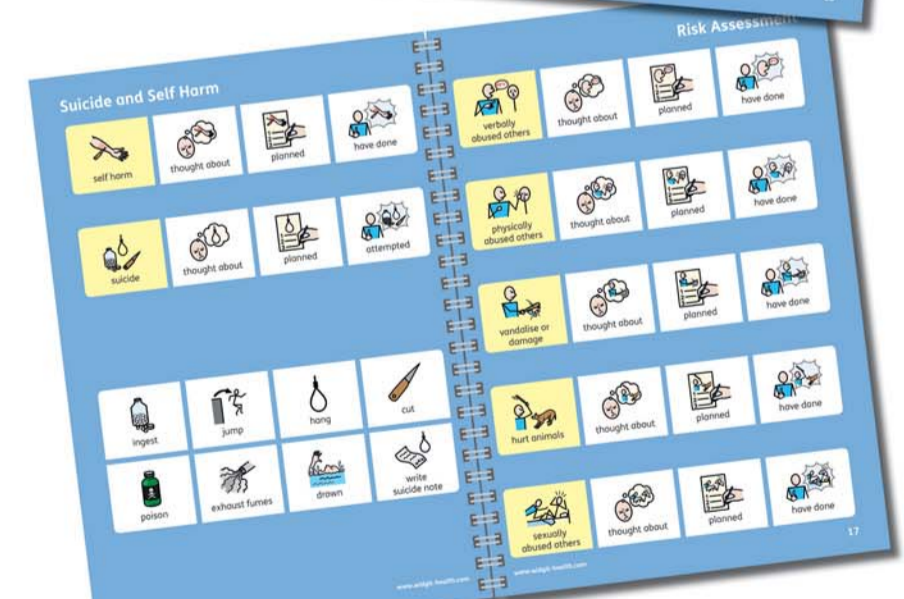 Suicide and Self Harm
self harm
thought about
planned
have done
suicide
thought about
planned
attempted
ingest
jump
hang
cut
poison
exhaust fumes
drown
write
suicide note
www.widgit-health.com
Risk Assessment
verbally
abused others
thought about
planned
have done
physically
abused others
thought about
planned
have done
vandalise or
damage
thought about
planned
have done
hurt animals
thought about
planned
have done
sexually
abused others
thought about
planned
have done
www.widgit-health.com
17